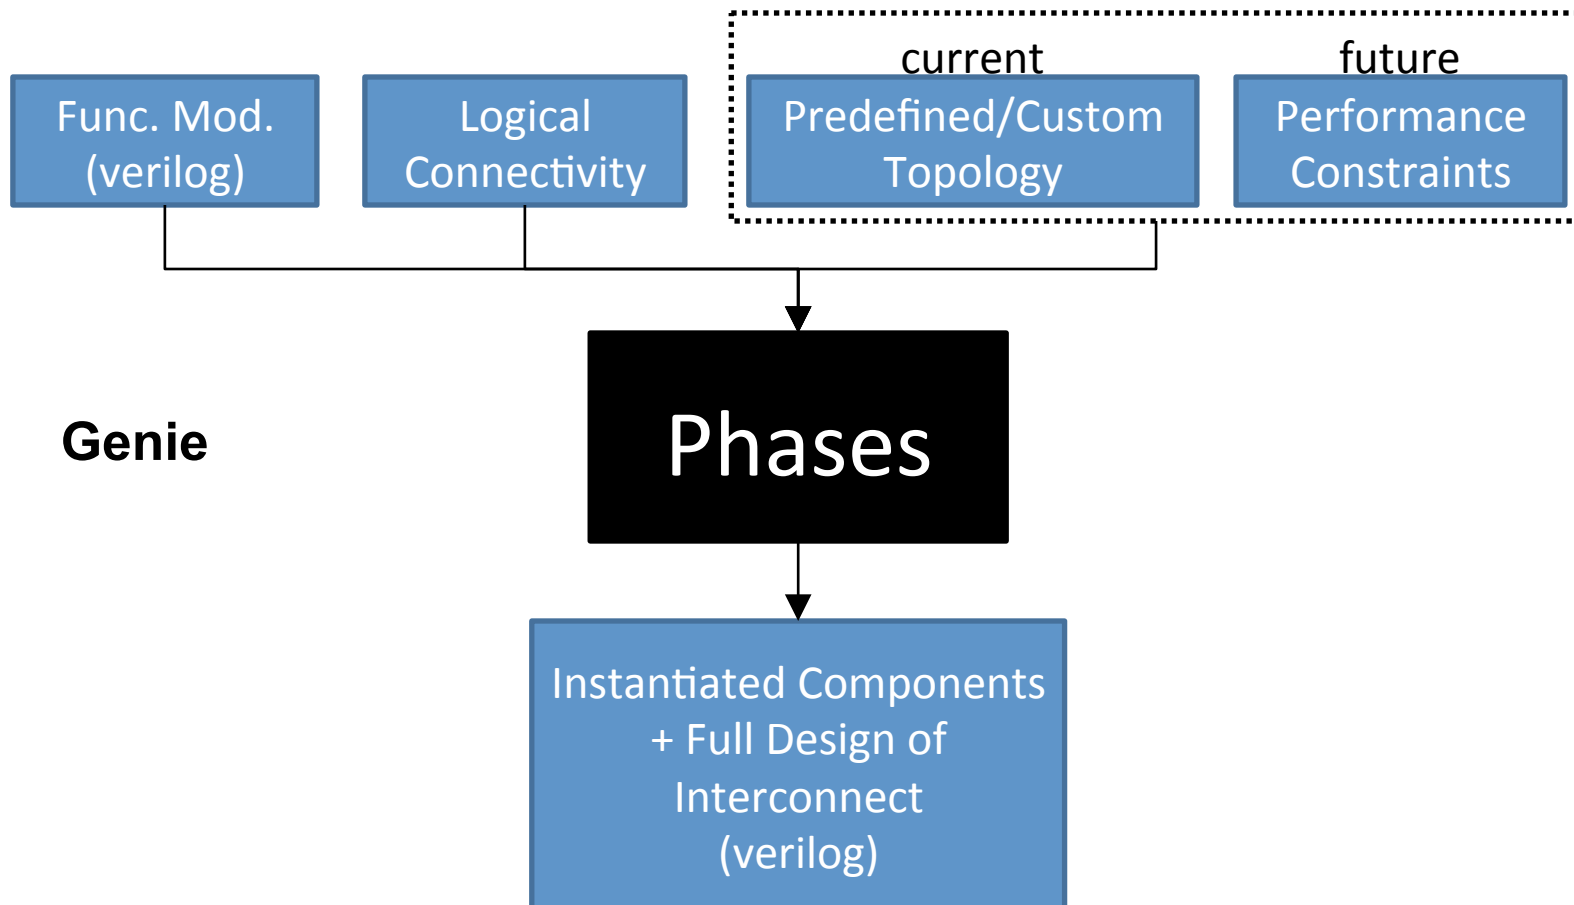 current
future
Func. Mod.
(verilog)
Logical
Connectivity
Predefined/Custom
Topology
Performance
Constraints
Genie
Phases
Instantiated Components
+ Full Design of
Interconnect
(verilog)